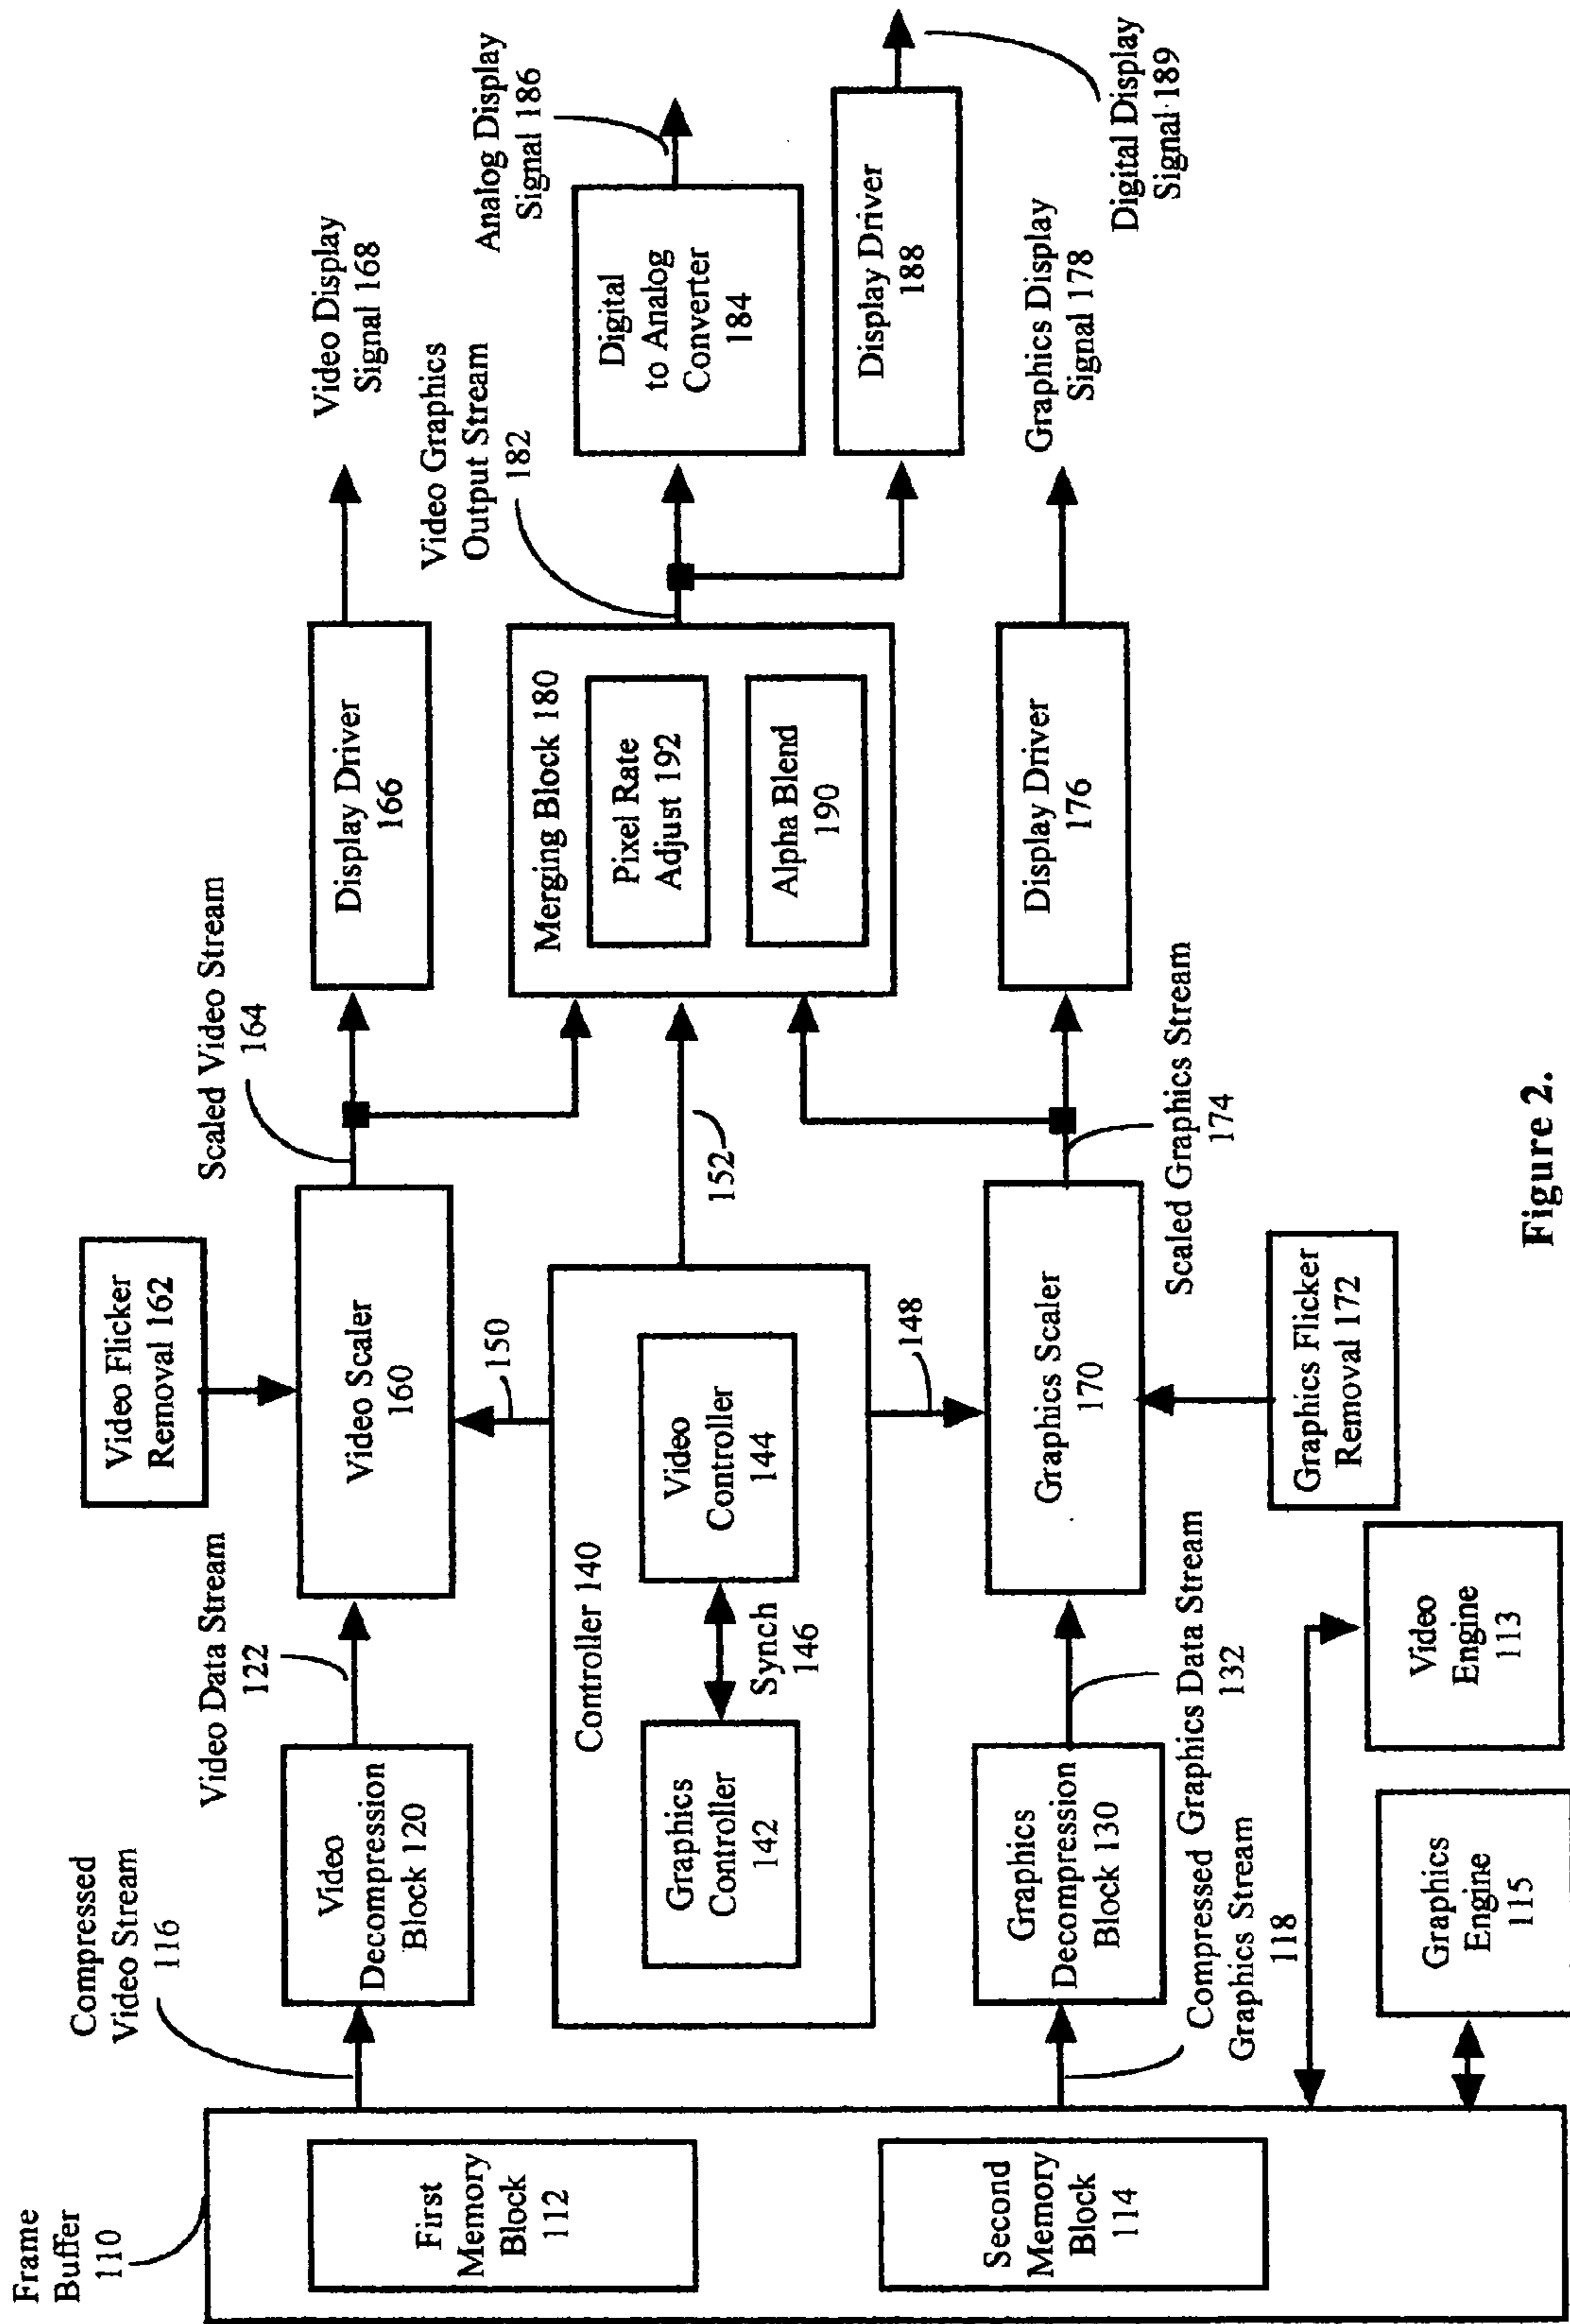 Frame
Buffer
110
First
Memory
Block
112
Second
Memory
Block
114
Compressed
Video Stream
116
Video
Decompression
Block 120
Video Data Stream
122
Video Flicker
Removal 162
Video Scaler
160
Scaled Video Stream
164
Display Driver
166
Video Display
Signal 168
Controller 140
Graphics
Controller
142
Synch
146
Video
Controller
144
150
148
152
Merging Block 180
Pixel Rate
Adjust 192
Alpha Blend
190
Video Graphics
Output Stream
182
Digital
to Analog
Converter
184
Analog Display
Signal 186
Display Driver
188
Digital Display
Signal 189
Graphics
Decompression
Block 130
Compressed
Graphics Stream
118
Graphics Data Stream
132
Graphics Scaler
170
Graphics Flicker
Removal 172
Scaled Graphics Stream
174
Display Driver
176
Graphics Display
Signal 178
Graphics
Engine
115
Video
Engine
113
Figure 2.